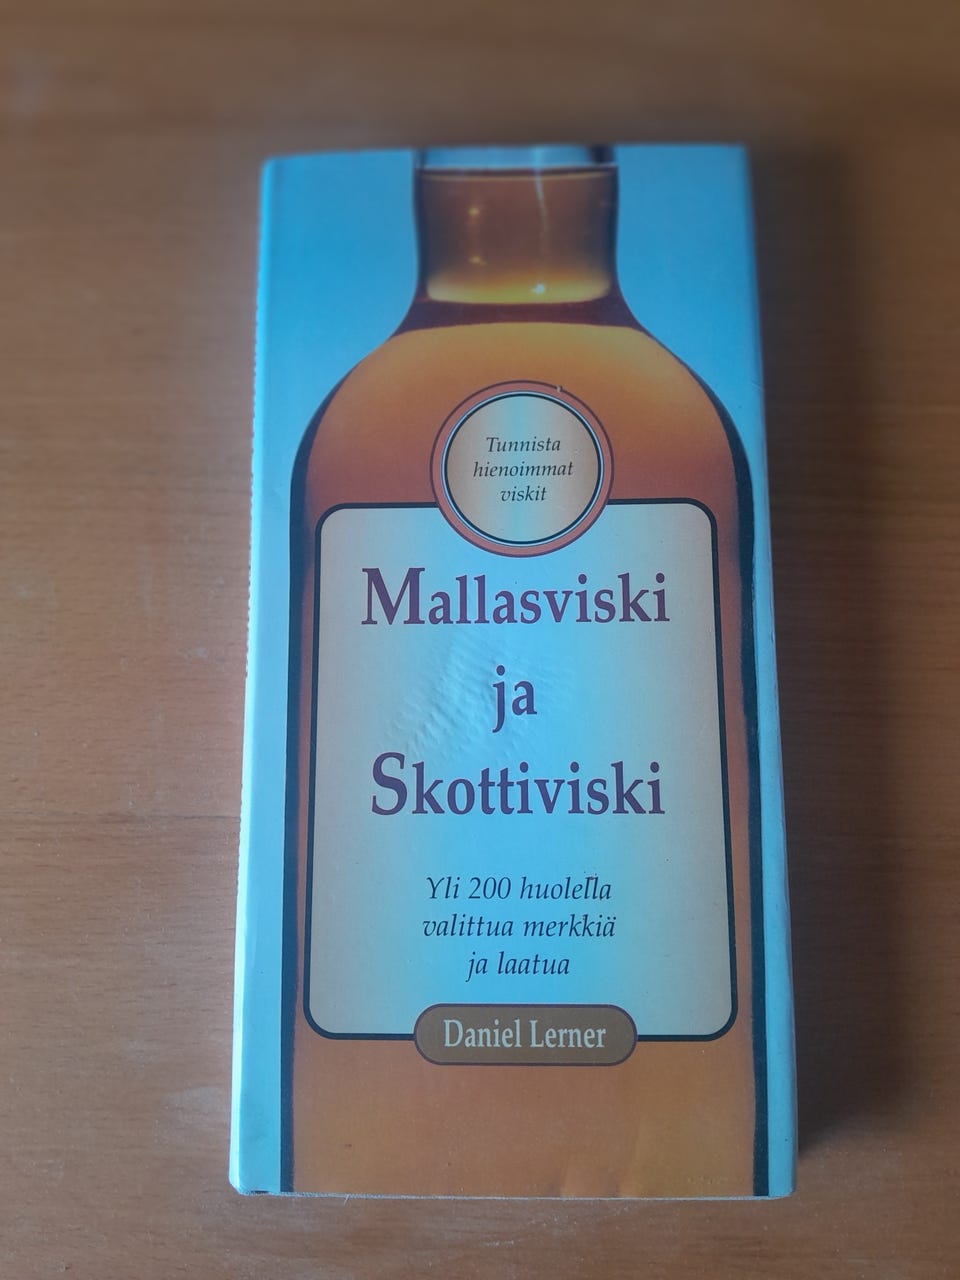 Tunnista
hienoimmat
viskit
Mallasviski
ja
Skottiviski
Yli 200 huolella
valittua merkkiä
ja laatua
Daniel Lerner